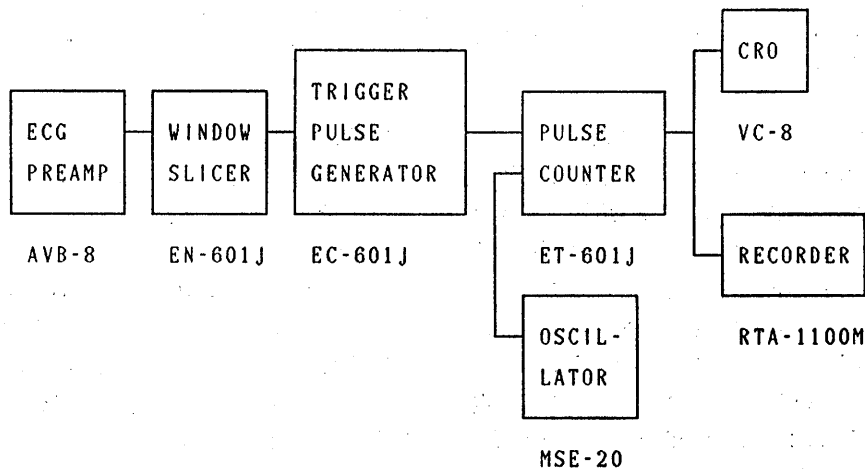 ECG
PREAMP
AVB-8
WINDOW
SLICER
EN-601J
TRIGGER
PULSE
GENERATOR
EC-601J
PULSE
COUNTER
ET-601J
OSCIL-
LATOR
MSE-20
CRO
VC-8
RECORDER
RTA-1100M